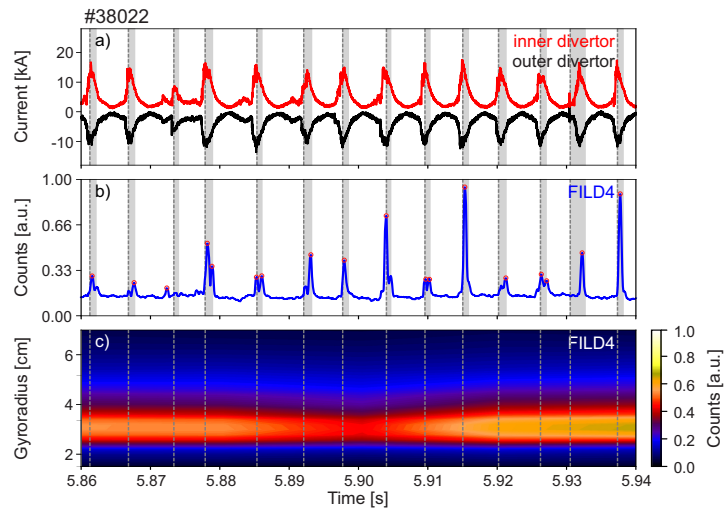 #38022
a)
inner divertor
outer divertor
Current [kA]
20
10
0
-10
b)
FILD4
Counts [a.u.]
1.00
0.66
0.33
0.00
c)
FILD4
Gyroradius [cm]
6
4
2
1.0
0.8
0.6
0.4
0.2
0.0
Counts [a.u.]
5.86 5.87 5.88 5.89 5.90 5.91 5.92 5.93 5.94
Time [s]